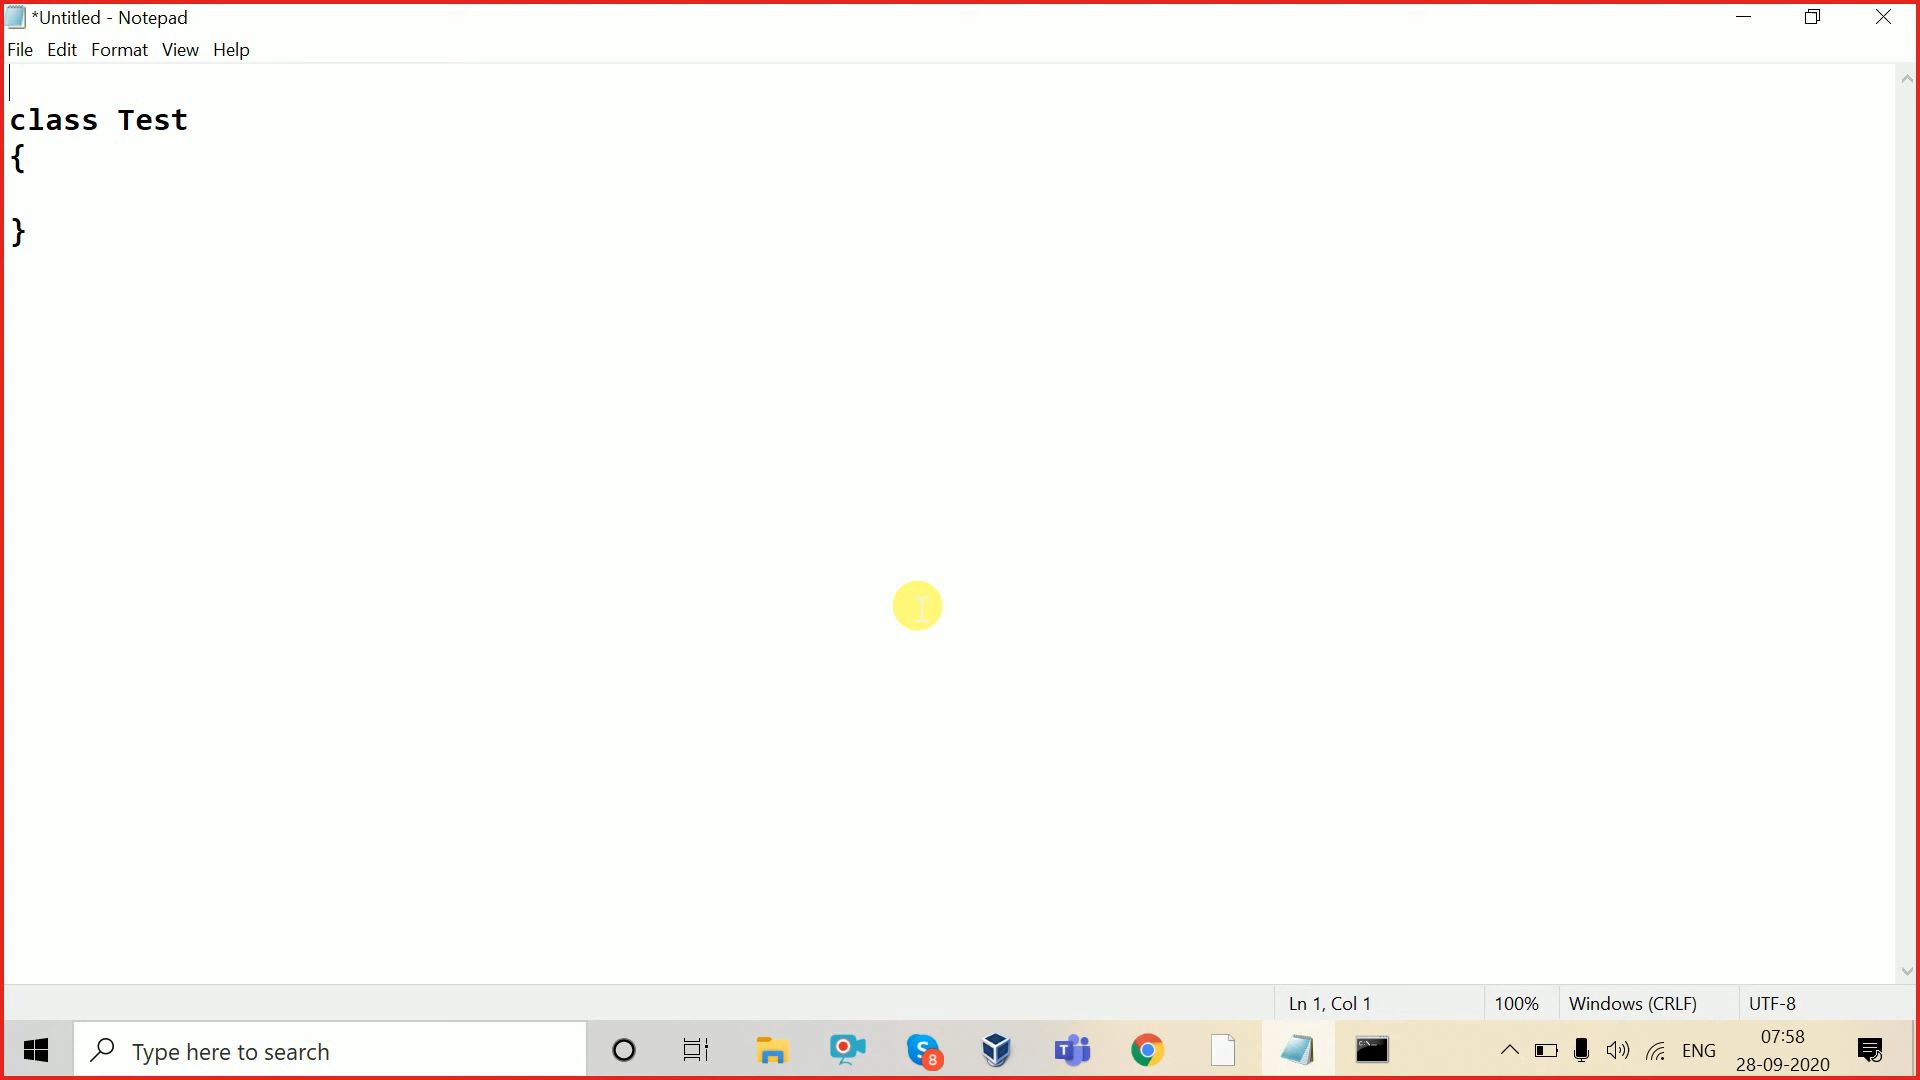 *Untitled - Notepad
File Edit Format View Help
class Test
{
}
Ln 1, Col 1 100% Windows (CRLF) UTF-8
Type here to search
S 8
T
C:\_
ENG
07:58
28-09-2020